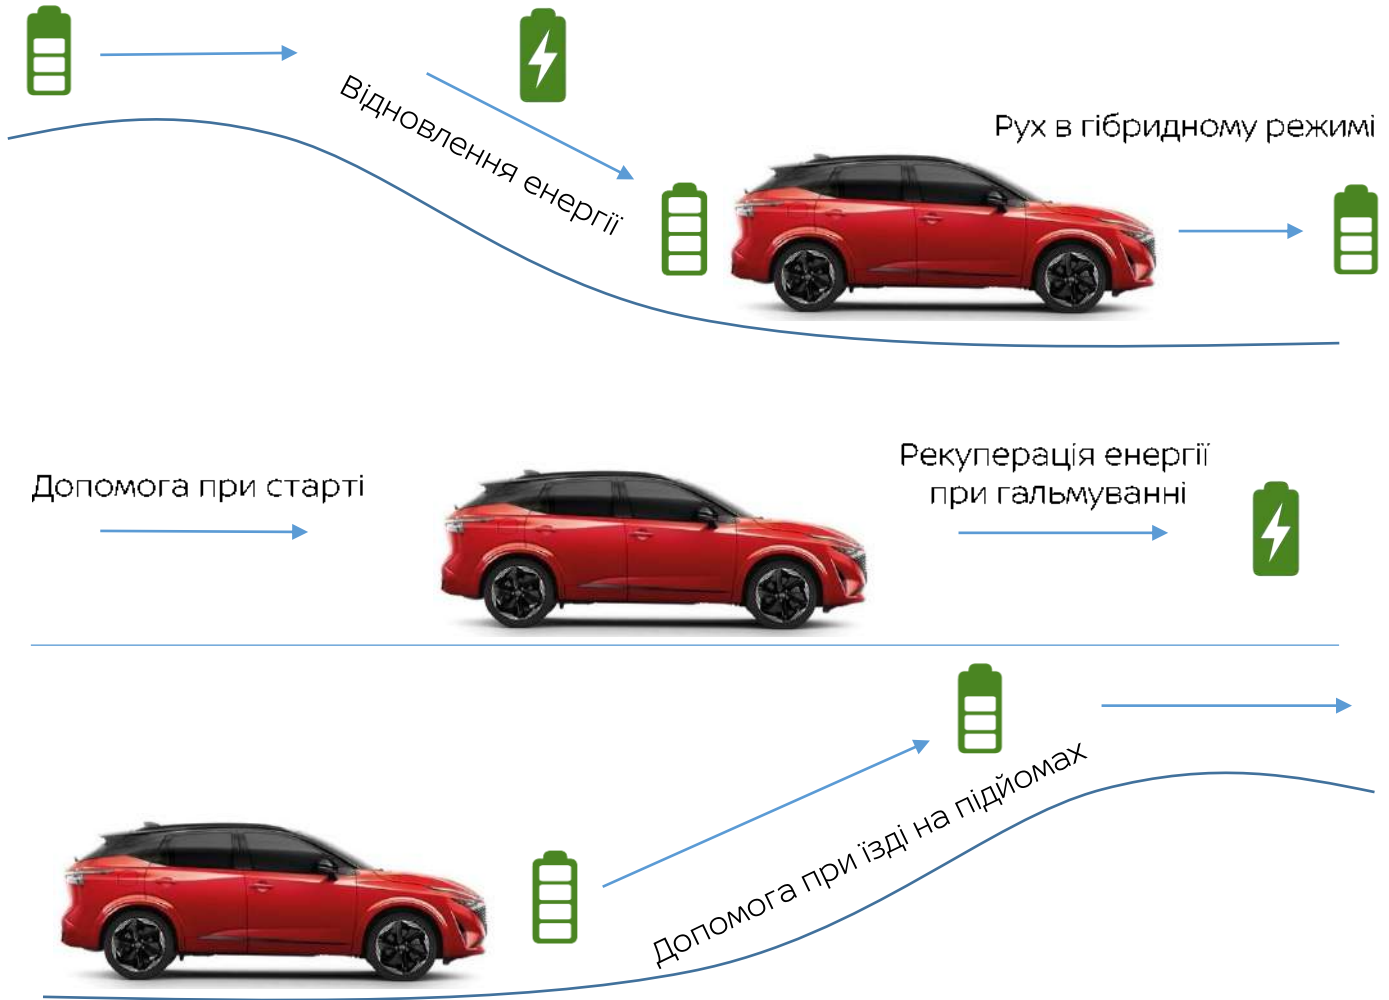 Відновлення енергії
Рух в гібридному режимі
Допомога при старті
Рекуперація енергії
при гальмуванні
Допомога при їзді на підйомах